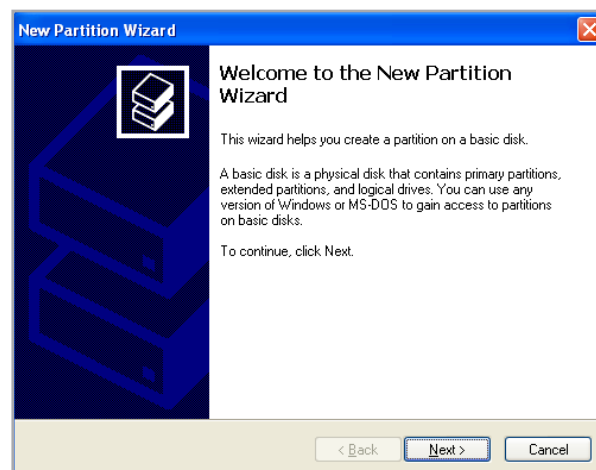 New Partition Wizard
Welcome to the New Partition
Wizard
This wizard helps you create a partition on a basic disk.
A basic disk is a physical disk that contains primary partitions,
extended partitions, and logical drives. You can use any
version of Windows or MS-DOS to gain access to partitions
on basic disks.
To continue, click Next.
< Back Next > Cancel